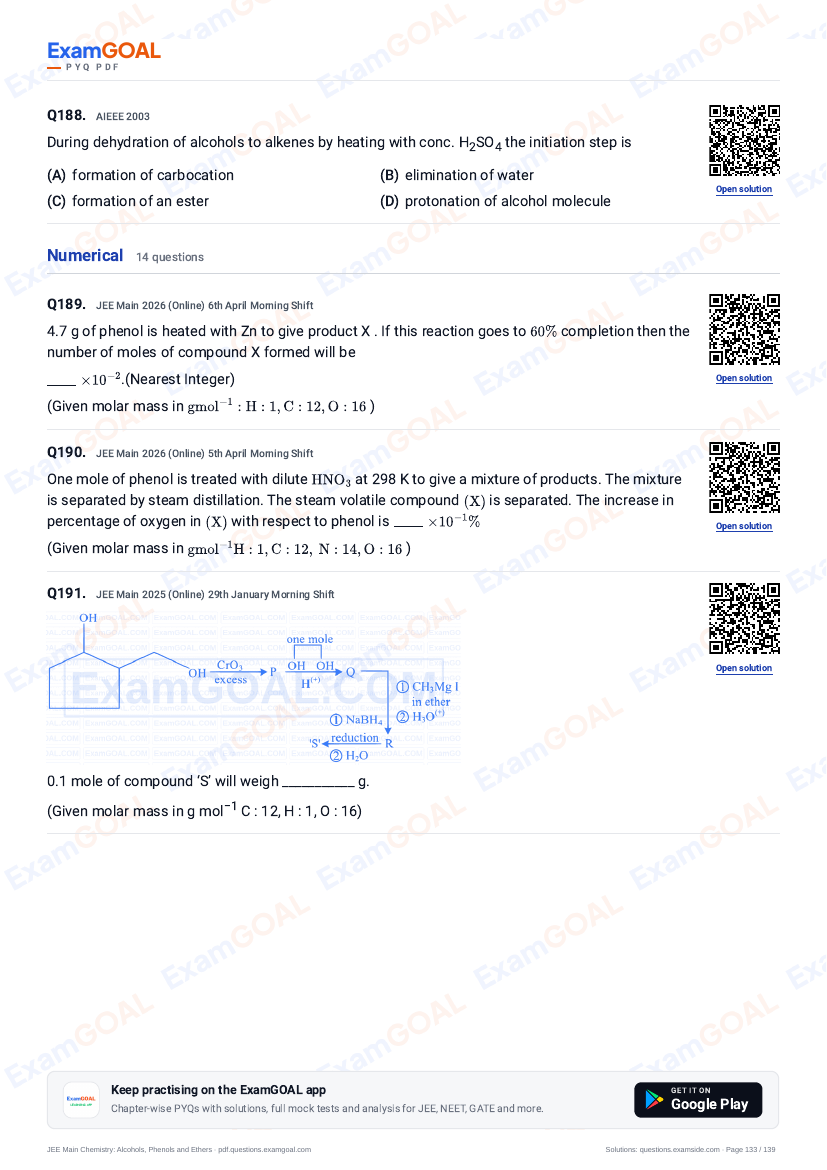 ExamGOAL
PYQ PDF
Q188. AIEEE 2003
During dehydration of alcohols to alkenes by heating with conc. H2SO4 the initiation step is
(A) formation of carbocation (B) elimination of water
(C) formation of an ester (D) protonation of alcohol molecule
Open solution
Numerical 14 questions
Q189. JEE Main 2026 (Online) 6th April Morning Shift
4.7 g of phenol is heated with Zn to give product X . If this reaction goes to 60% completion then the
number of moles of compound X formed will be
____ ×10⁻².(Nearest Integer)
(Given molar mass in gmol⁻¹ : H : 1, C : 12, O : 16 )
Open solution
Q190. JEE Main 2026 (Online) 5th April Morning Shift
One mole of phenol is treated with dilute HNO₃ at 298 K to give a mixture of products. The mixture
is separated by steam distillation. The steam volatile compound (X) is separated. The increase in
percentage of oxygen in (X) with respect to phenol is ____ ×10⁻¹%
(Given molar mass in gmol⁻¹H : 1, C : 12, N : 14, O : 16 )
Open solution
Q191. JEE Main 2025 (Online) 29th January Morning Shift
Open solution
OH
one mole
OH CrO₃ excess P OH OH H(+) Q
① CH₃Mg I
in ether
② H₃O(+)
① NaBH₄
'S' reduction R
② H₂O
ExamGOAL.COM
0.1 mole of compound ‘S’ will weigh __________ g.
(Given molar mass in g mol⁻¹ C : 12, H : 1, O : 16)
ExamGOAL
Keep practising on the ExamGOAL app
Chapter-wise PYQs with solutions, full mock tests and analysis for JEE, NEET, GATE and more.
GET IT ON
Google Play
JEE Main Chemistry: Alcohols, Phenols and Ethers · pdf.questions.examgoal.com Solutions: questions.examside.com · Page 133 / 139